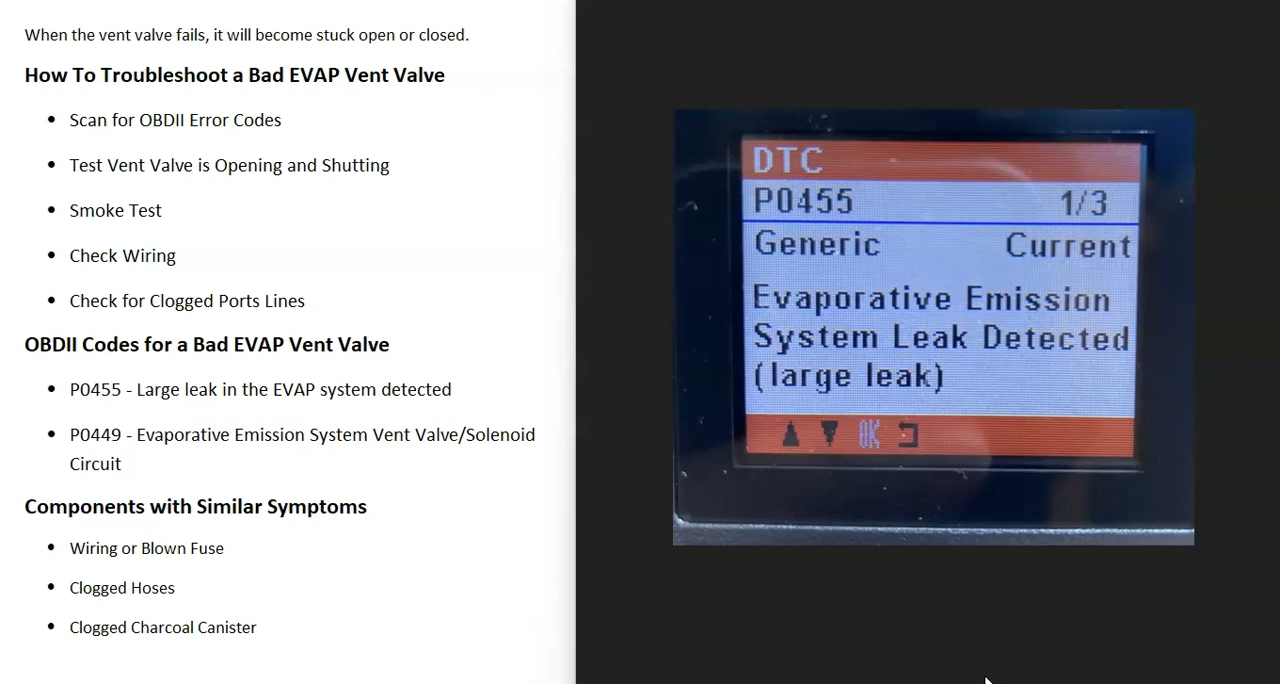 When the vent valve fails, it will become stuck open or closed.
How To Troubleshoot a Bad EVAP Vent Valve
• Scan for OBDII Error Codes
• Test Vent Valve is Opening and Shutting
• Smoke Test
• Check Wiring
• Check for Clogged Ports Lines
OBDII Codes for a Bad EVAP Vent Valve
• P0455 - Large leak in the EVAP system detected
• P0449 - Evaporative Emission System Vent Valve/Solenoid
Circuit
Components with Similar Symptoms
• Wiring or Blown Fuse
• Clogged Hoses
• Clogged Charcoal Canister
DTC
P0455 1/3
Generic Current
Evaporative Emission
System Leak Detected
(large leak)
OK